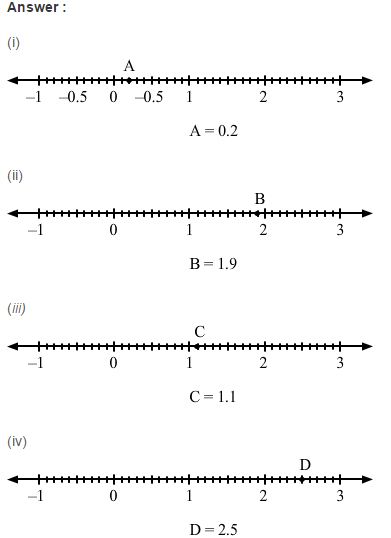 Answer :
(i)
A
–1 –0.5 0 –0.5 1 2 3
A = 0.2
(ii)
B
–1 0 1 2 3
B = 1.9
(iii)
C
–1 0 1 2 3
C = 1.1
(iv)
D
–1 0 1 2 3
D = 2.5